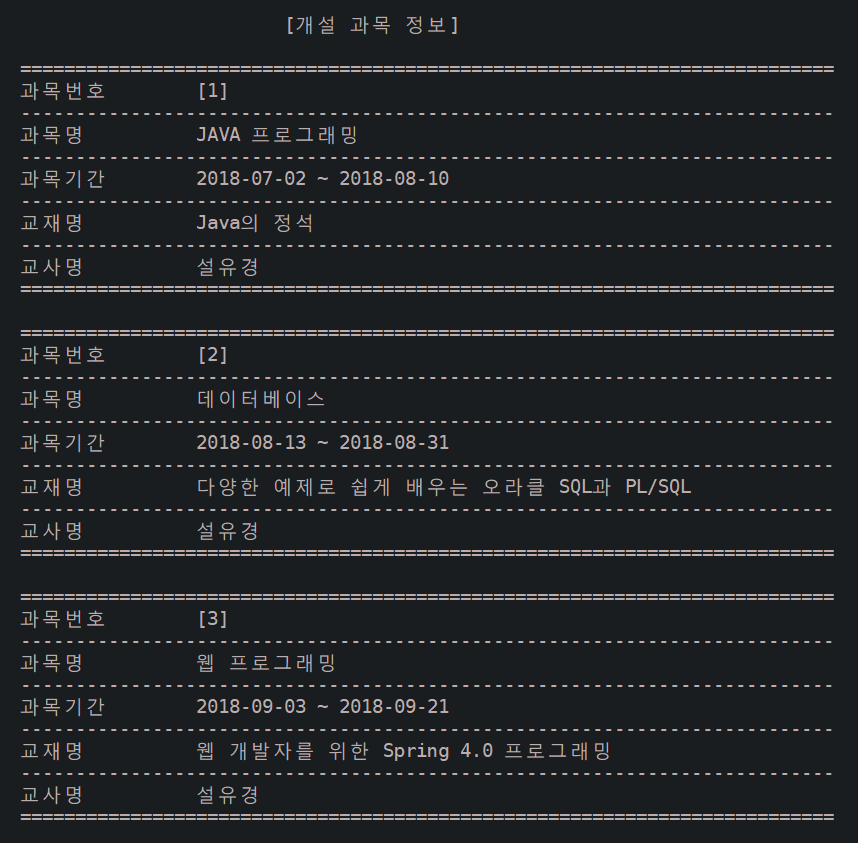 [개설 과목 정보]
==========================================================================
과목번호 [1]
--------------------------------------------------------------------------
과목명 JAVA 프로그래밍
--------------------------------------------------------------------------
과목기간 2018-07-02 ~ 2018-08-10
--------------------------------------------------------------------------
교재명 Java의 정석
--------------------------------------------------------------------------
교사명 설유경
==========================================================================
==========================================================================
과목번호 [2]
--------------------------------------------------------------------------
과목명 데이터베이스
--------------------------------------------------------------------------
과목기간 2018-08-13 ~ 2018-08-31
--------------------------------------------------------------------------
교재명 다양한 예제로 쉽게 배우는 오라클 SQL과 PL/SQL
--------------------------------------------------------------------------
교사명 설유경
==========================================================================
==========================================================================
과목번호 [3]
--------------------------------------------------------------------------
과목명 웹 프로그래밍
--------------------------------------------------------------------------
과목기간 2018-09-03 ~ 2018-09-21
--------------------------------------------------------------------------
교재명 웹 개발자를 위한 Spring 4.0 프로그래밍
--------------------------------------------------------------------------
교사명 설유경
==========================================================================